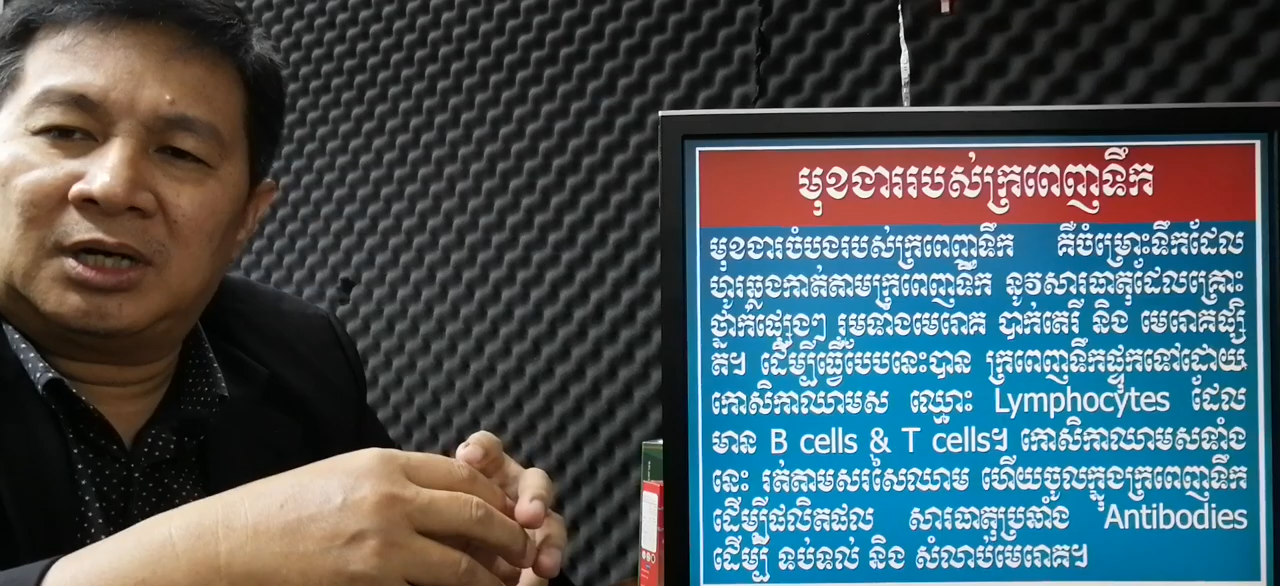 មុខងាររបស់ក្រពេញទឹក
មុខងារចំបងរបស់ក្រពេញទឹក គឺចំម្រោះទឹកដែល
ហូរឆ្លងកាត់តាមក្រពេញទឹក នូវសារធាតុដែលគ្រោះ
ថ្នាក់ផ្សេងៗ រួមទាំងមេរោគ បាក់តេរី និង មេរោគផ្សិ
ត។ ដើម្បីធ្វើបែបនេះបាន ក្រពេញទឹកផ្ទុកទៅដោយ
កោសិកាឈាមស ឈ្មោះ Lymphocytes ដែល
មាន B cells & T cells។ កោសិកាឈាមសទាំង
នេះ រត់តាមសរសៃឈាម ហើយចូលក្នុងក្រពេញទឹក
ដើម្បីផលិតផល សារធាតុប្រឆាំង Antibodies
ដើម្បី ទប់ទល់ និង សំលាប់មេរោគ។